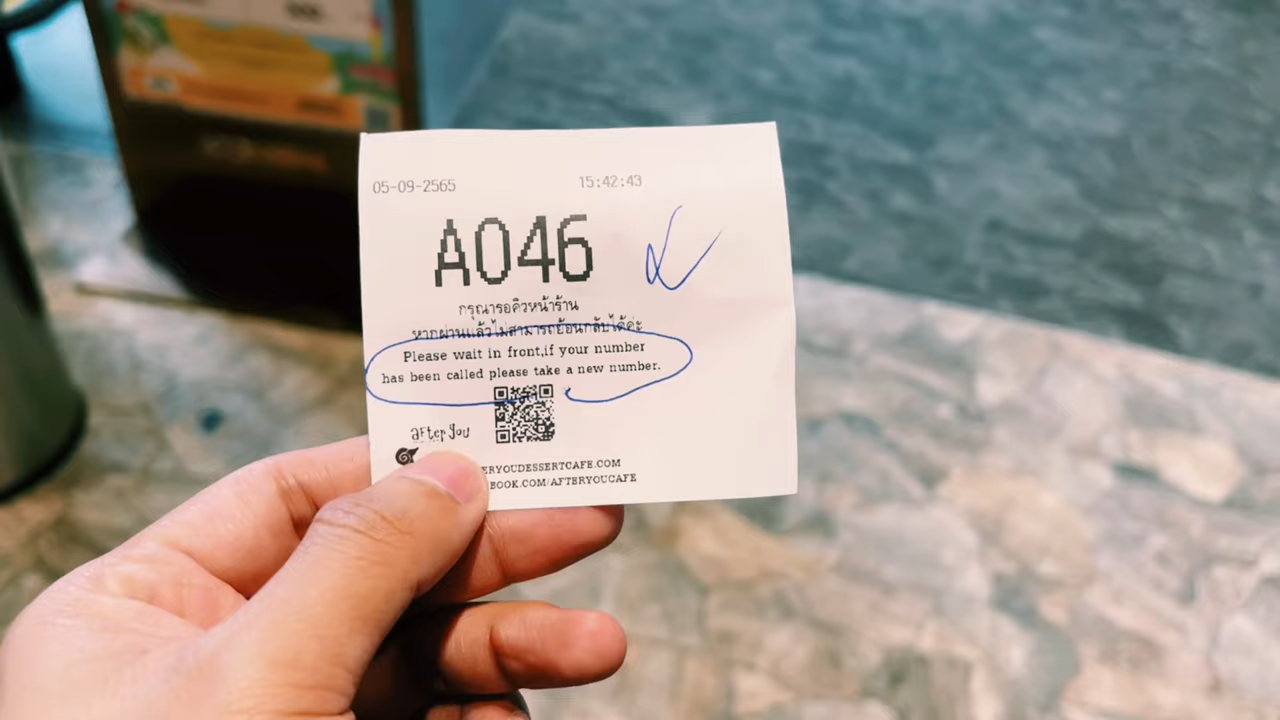 05-09-2565 15:42:43
A046
กรุณารอคิวหน้าร้าน
หากผ่านแล้วไม่สามารถย้อนกลับได้ค่ะ
Please wait in front,if your number
has been called please take a new number.
after you
ERYOUDESSERTCAFE.COM
BOOK.COM/AFTERYOUCAFE